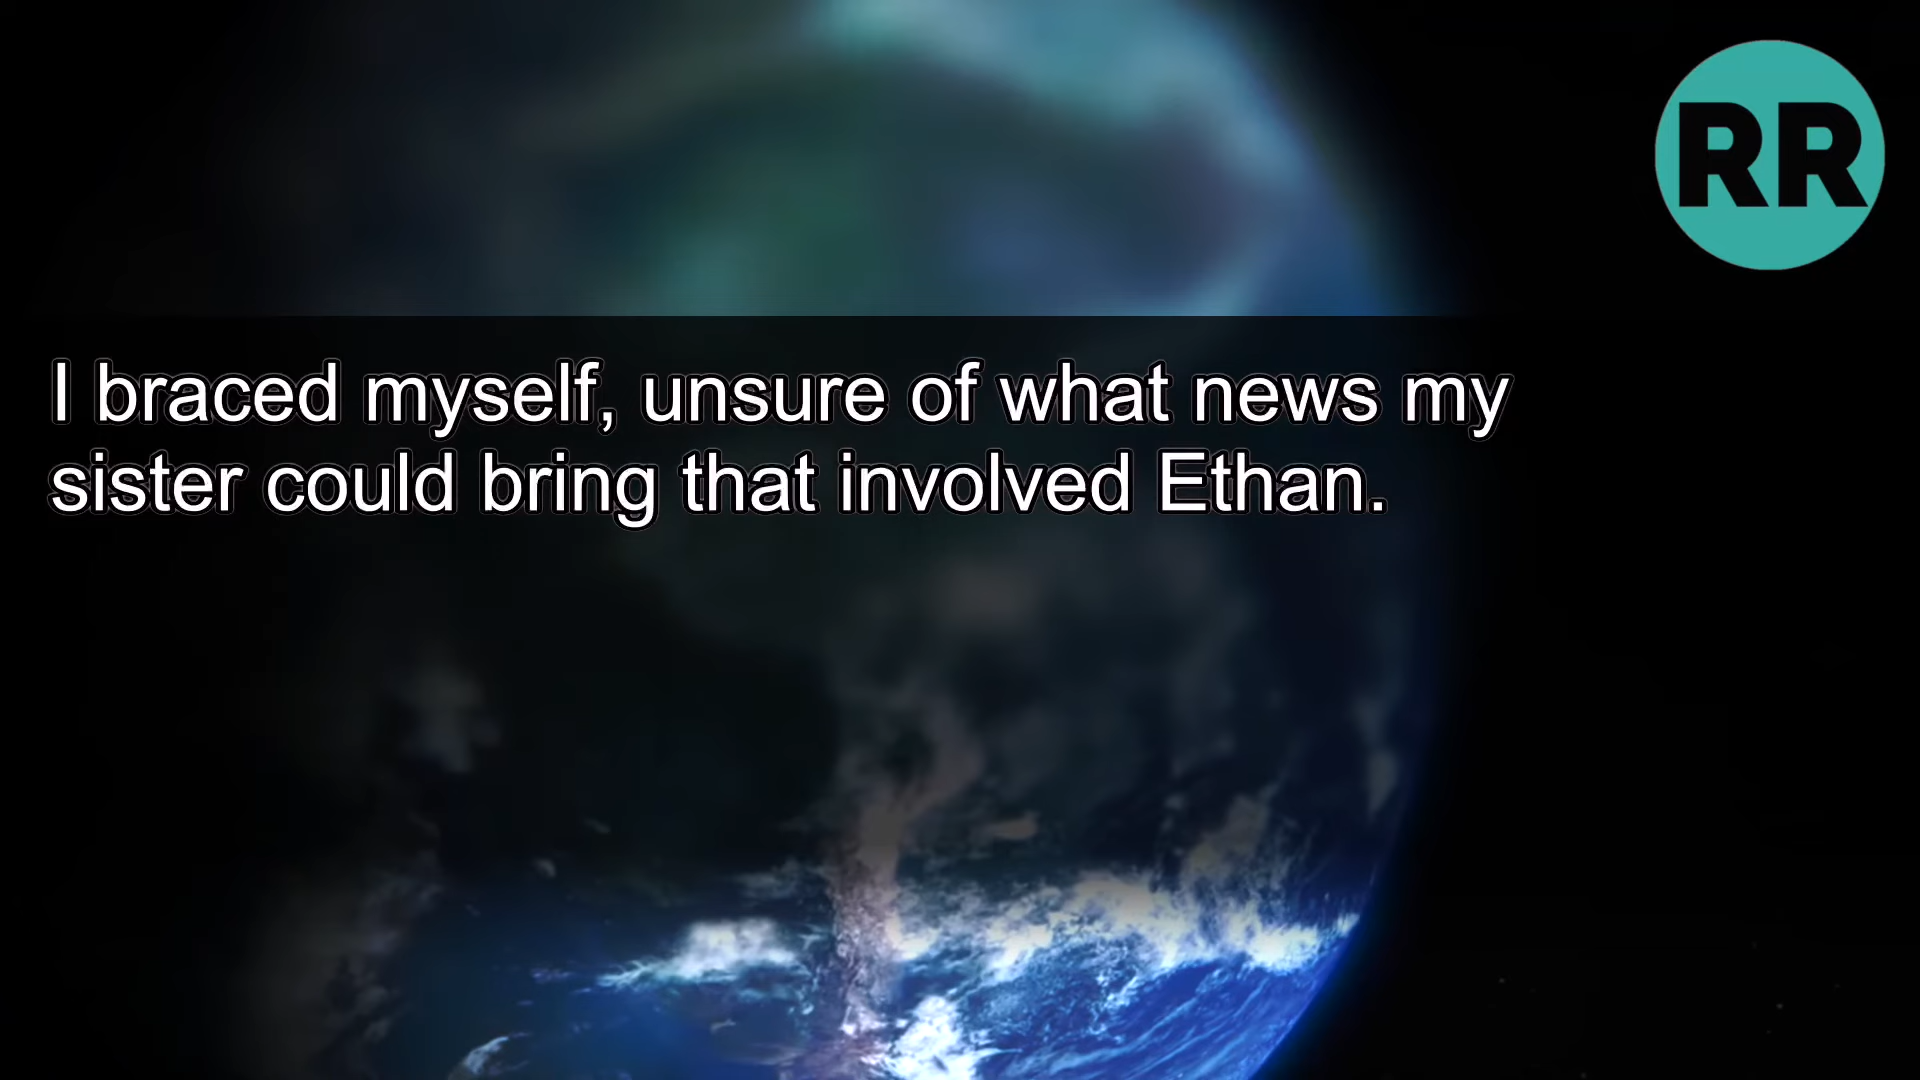 RR
I braced myself, unsure of what news my
sister could bring that involved Ethan.